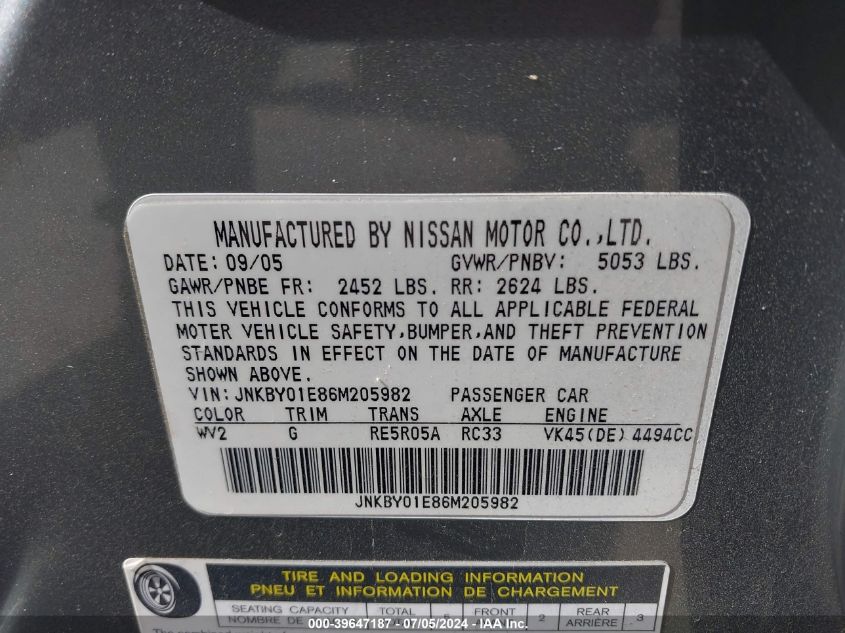 MANUFACTURED BY NISSAN MOTOR CO.,LTD.
DATE: 09/05 GVWR/PNBV: 5053 LBS.
GAWR/PNBE FR: 2452 LBS. RR: 2624 LBS.
THIS VEHICLE CONFORMS TO ALL APPLICABLE FEDERAL
MOTER VEHICLE SAFETY,BUMPER,AND THEFT PREVENTION
STANDARDS IN EFFECT ON THE DATE OF MANUFACTURE
SHOWN ABOVE.
VIN: JNKBY01E86M205982 PASSENGER CAR
COLOR TRIM TRANS AXLE ENGINE
WV2 G RE5R05A RC33 VK45(DE) 4494CC
JNKBY01E86M205982
TIRE AND LOADING INFORMATION
PNEU ET INFORMATION DE CHARGEMENT
SEATING CAPACITY TOTAL 5 FRONT 2 REAR 3
NOMBRE DE ARRIÈRE
000-39647187 - 07/05/2024 - IAA Inc.